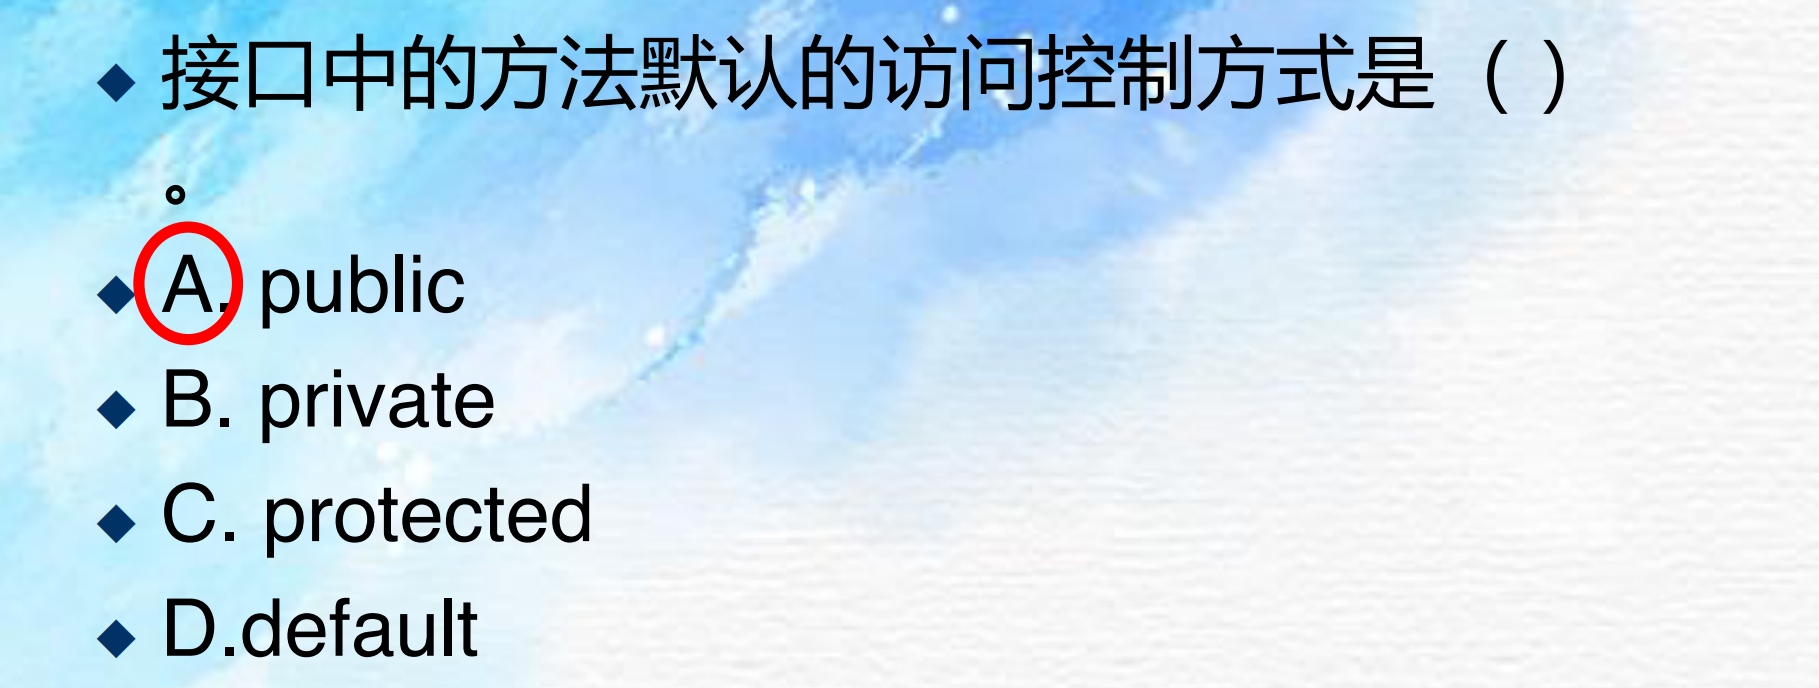 接口中的方法默认的访问控制方式是（ ）
。
A. public
B. private
C. protected
D.default